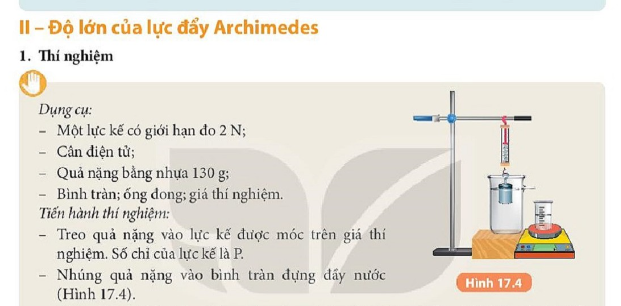 II – Độ lớn của lực đẩy Archimedes
1. Thí nghiệm
Dụng cụ:
– Một lực kế có giới hạn đo 2 N;
– Cân điện tử;
– Quả nặng bằng nhựa 130 g;
– Bình tràn; ống đong; giá thí nghiệm.
Tiến hành thí nghiệm:
– Treo quả nặng vào lực kế được móc trên giá thí
nghiệm. Số chỉ của lực kế là P.
– Nhúng quả nặng vào bình tràn đựng đầy nước
(Hình 17.4).
Hình 17.4